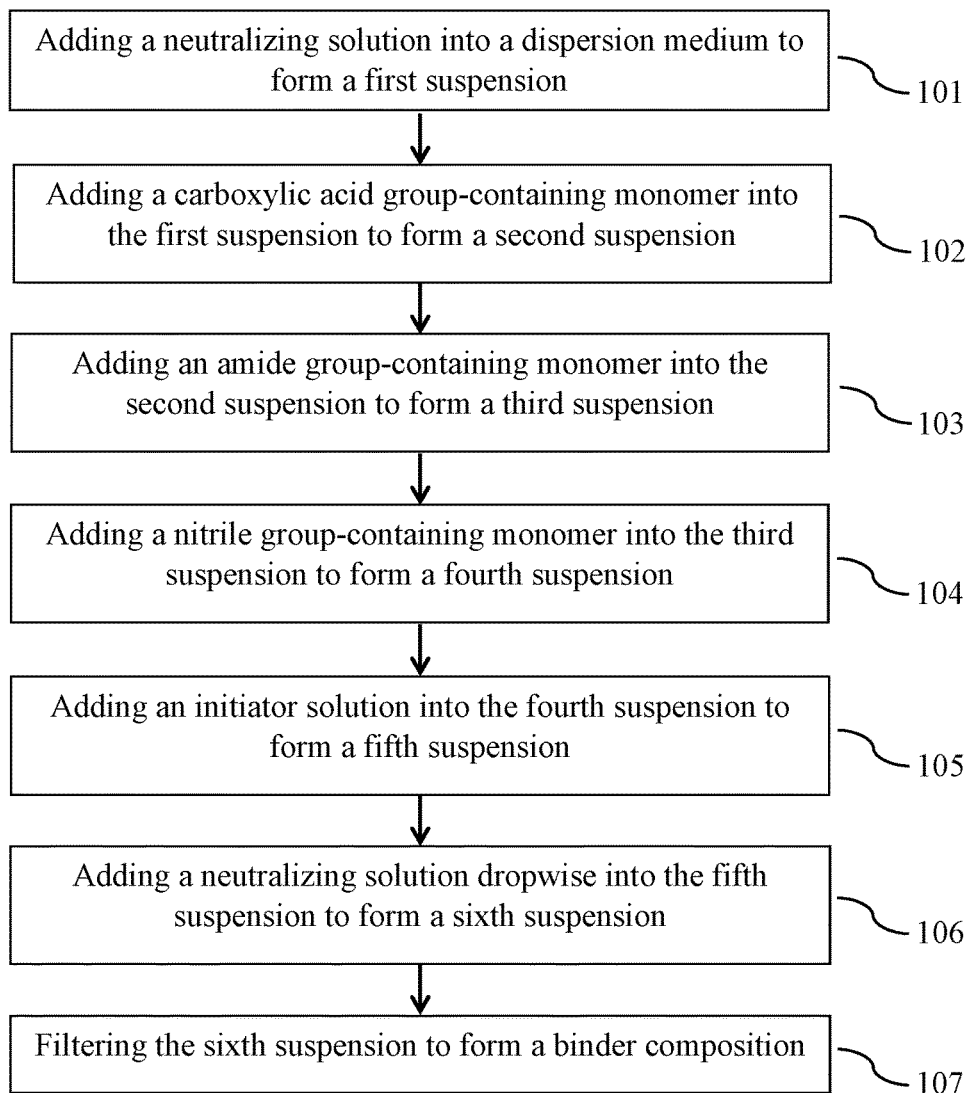 Adding a neutralizing solution into a dispersion medium to
form a first suspension
101
Adding a carboxylic acid group-containing monomer into
the first suspension to form a second suspension
102
Adding an amide group-containing monomer into the
second suspension to form a third suspension
103
Adding a nitrile group-containing monomer into the third
suspension to form a fourth suspension
104
Adding an initiator solution into the fourth suspension to
form a fifth suspension
105
Adding a neutralizing solution dropwise into the fifth
suspension to form a sixth suspension
106
Filtering the sixth suspension to form a binder composition
107